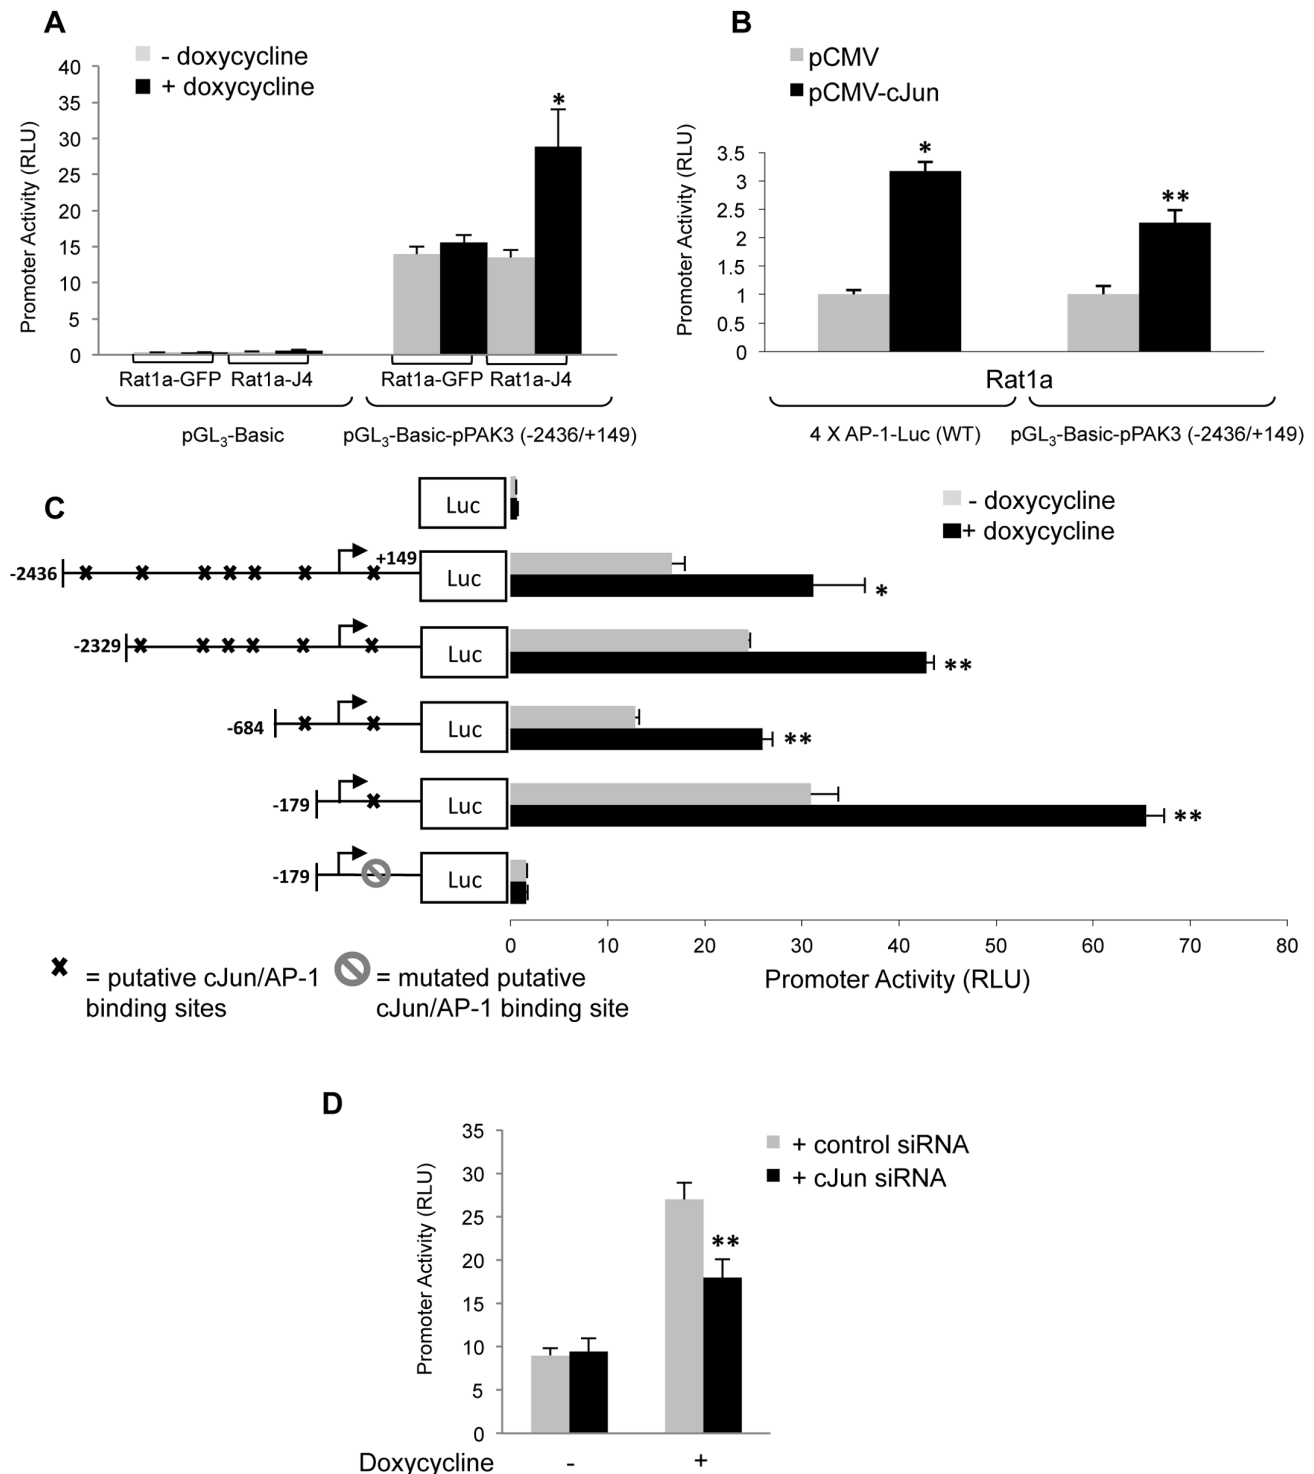 A
- doxycycline
+ doxycycline
Promoter Activity (RLU)
40
35
30
25
20
15
10
5
0
*
Rat1a-GFP Rat1a-J4 Rat1a-GFP Rat1a-J4
pGL3-Basic pGL3-Basic-pPAK3 (-2436/+149)
B
pCMV
pCMV-cJun
Promoter Activity (RLU)
3.5
3
2.5
2
1.5
1
0.5
0
*
**
Rat1a
4 X AP-1-Luc (WT) pGL3-Basic-pPAK3 (-2436/+149)
C
- doxycycline
+ doxycycline
Luc
-2436 +149 Luc *
-2329 Luc **
-684 Luc **
-179 Luc **
-179 Luc
0 10 20 30 40 50 60 70 80
Promoter Activity (RLU)
= putative cJun/AP-1
binding sites
= mutated putative
cJun/AP-1 binding site
D
+ control siRNA
+ cJun siRNA
Promoter Activity (RLU)
35
30
25
20
15
10
5
0
**
Doxycycline - +